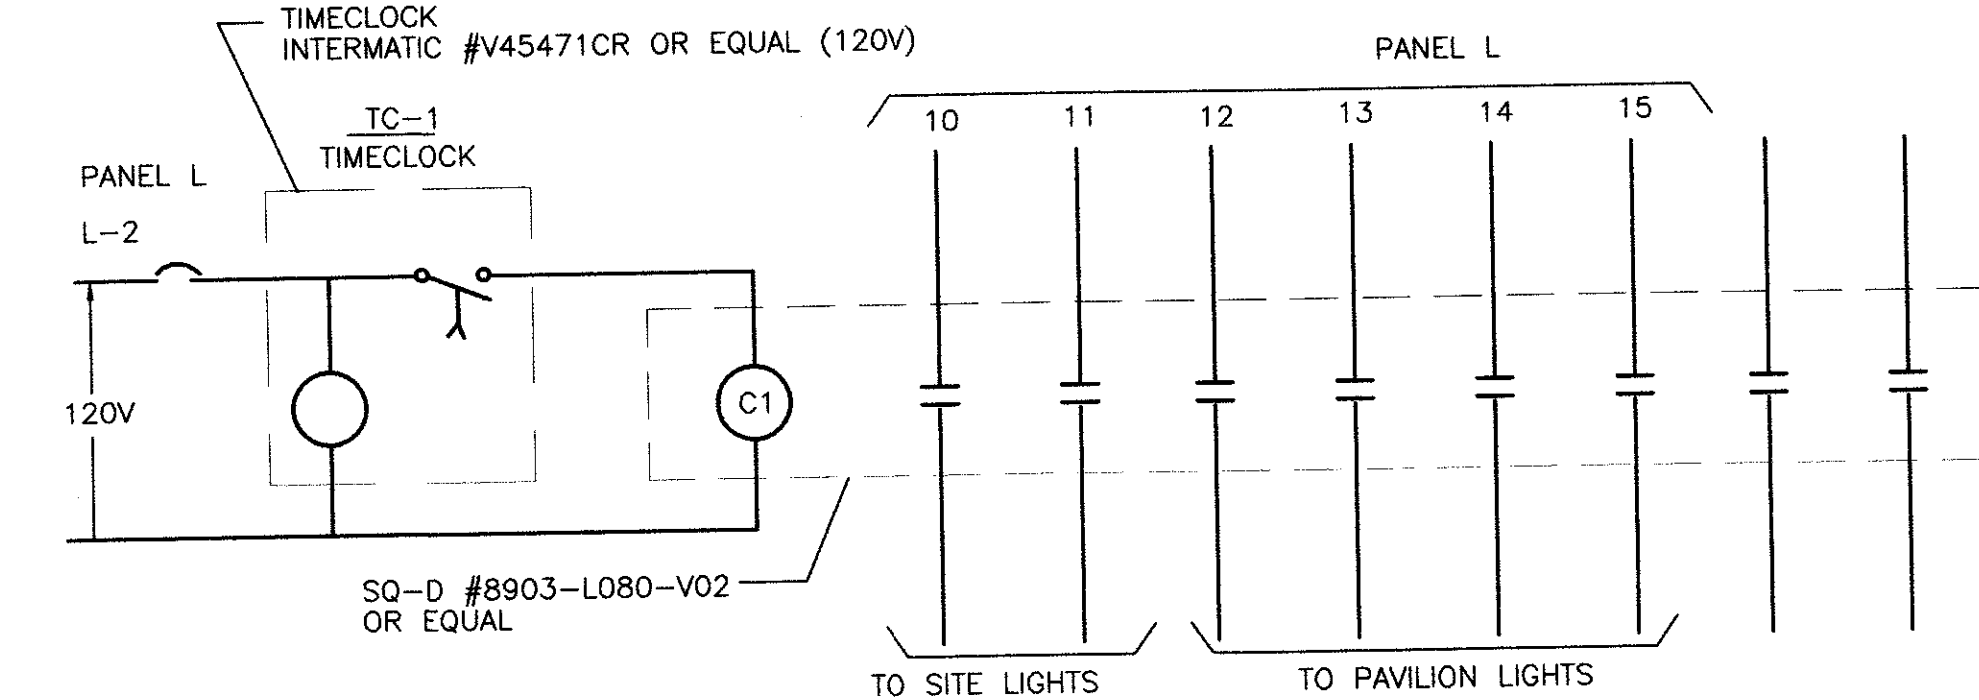 TIMECLOCK
INTERMATIC #V45471CR OR EQUAL (120V)
PANEL L
TC-1
TIMECLOCK
10 11 12 13 14 15
PANEL L
L-2
120V
C1
SQ-D #8903-L080-V02
OR EQUAL
TO SITE LIGHTS
TO PAVILION LIGHTS